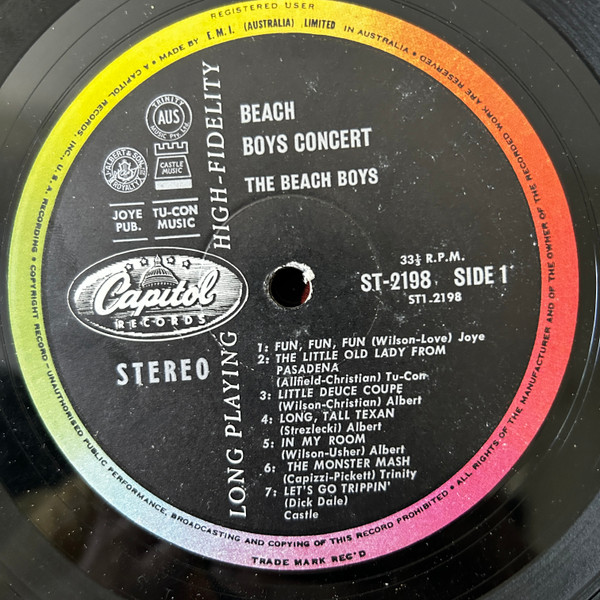 REGISTERED USER
• MADE BY E.M.I. (AUSTRALIA) LIMITED IN AUSTRALIA •
A CAPITOL RECORDS, INC., U.S.A. RECORDING • COPYRIGHT RECORD — UNAUTHORISED PUBLIC PERFORMANCE, BROADCASTING AND COPYING OF THIS RECORD PROHIBITED • ALL RIGHTS OF THE MANUFACTURER AND OF THE OWNER OF THE RECORDED WORK ARE RESERVED
TRADE MARK REC'D
TRINITY
AUS
MUSIC Pty. Ltd.
J. ALBERT & SON
CASTLE
MUSIC
JOYE
PUB.
TU-CON
MUSIC
LONG PLAYING HIGH-FIDELITY
BEACH
BOYS CONCERT
THE BEACH BOYS
Capitol
RECORDS
STEREO
33⅓ R.P.M.
ST-2198 SIDE 1
ST1.2198
1: FUN, FUN, FUN (Wilson-Love) Joye
2: THE LITTLE OLD LADY FROM
PASADENA
(Allfield-Christian) Tu-Con
3: LITTLE DEUCE COUPE
(Wilson-Christian) Albert
4: LONG, TALL TEXAN
(Strezlecki) Albert
5: IN MY ROOM
(Wilson-Usher) Albert
6: THE MONSTER MASH
(Capizzi-Pickett) Trinity
7: LET'S GO TRIPPIN'
(Dick Dale)
Castle